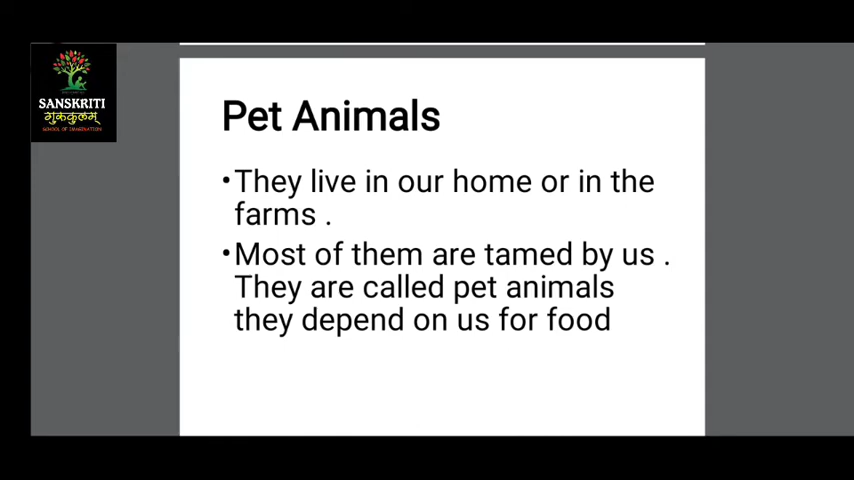 SANSKRITI
गुरुकुलम्
SCHOOL OF IMAGINATION
Pet Animals
•They live in our home or in the
farms .
•Most of them are tamed by us .
They are called pet animals
they depend on us for food